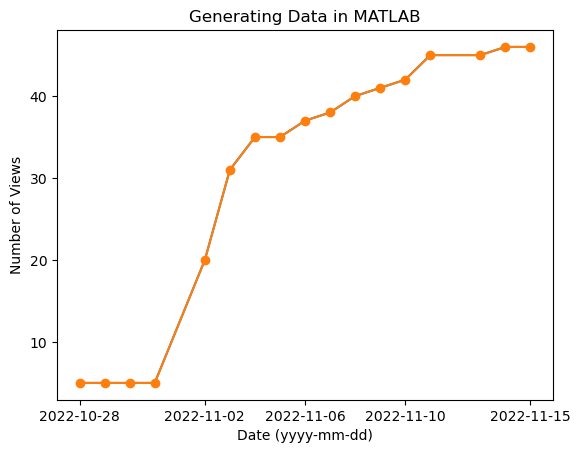 Generating Data in MATLAB
Number of Views
40
30
20
10
2022-10-28 2022-11-02 2022-11-06 2022-11-10 2022-11-15
Date (yyyy-mm-dd)